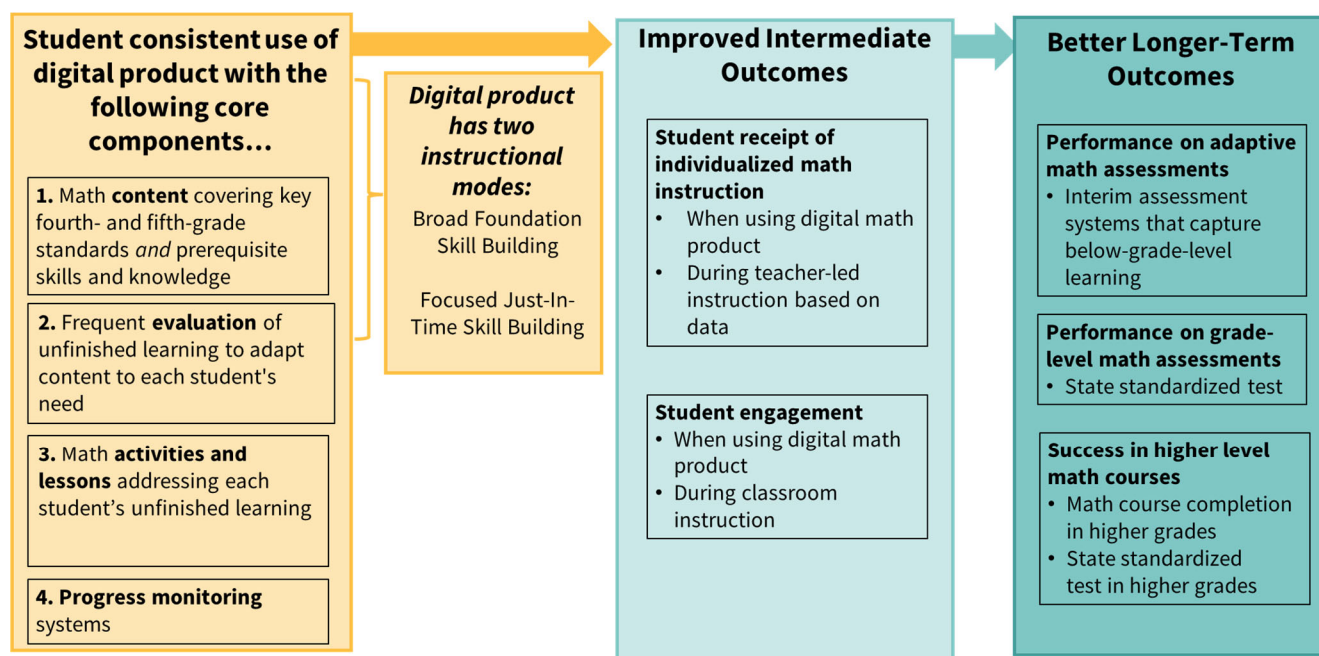 Student consistent use of
digital product with the
following core
components...
1. Math content covering key
fourth- and fifth-grade
standards and prerequisite
skills and knowledge
2. Frequent evaluation of
unfinished learning to adapt
content to each student's
need
3. Math activities and
lessons addressing each
student’s unfinished learning
4. Progress monitoring
systems
Digital product
has two
instructional
modes:
Broad Foundation
Skill Building
Focused Just-In-
Time Skill Building
Improved Intermediate
Outcomes
Student receipt of
individualized math
instruction
• When using digital math
product
• During teacher-led
instruction based on
data
Student engagement
• When using digital math
product
• During classroom
instruction
Better Longer-Term
Outcomes
Performance on adaptive
math assessments
• Interim assessment
systems that capture
below-grade-level
learning
Performance on grade-
level math assessments
• State standardized test
Success in higher level
math courses
• Math course completion
in higher grades
• State standardized
test in higher grades